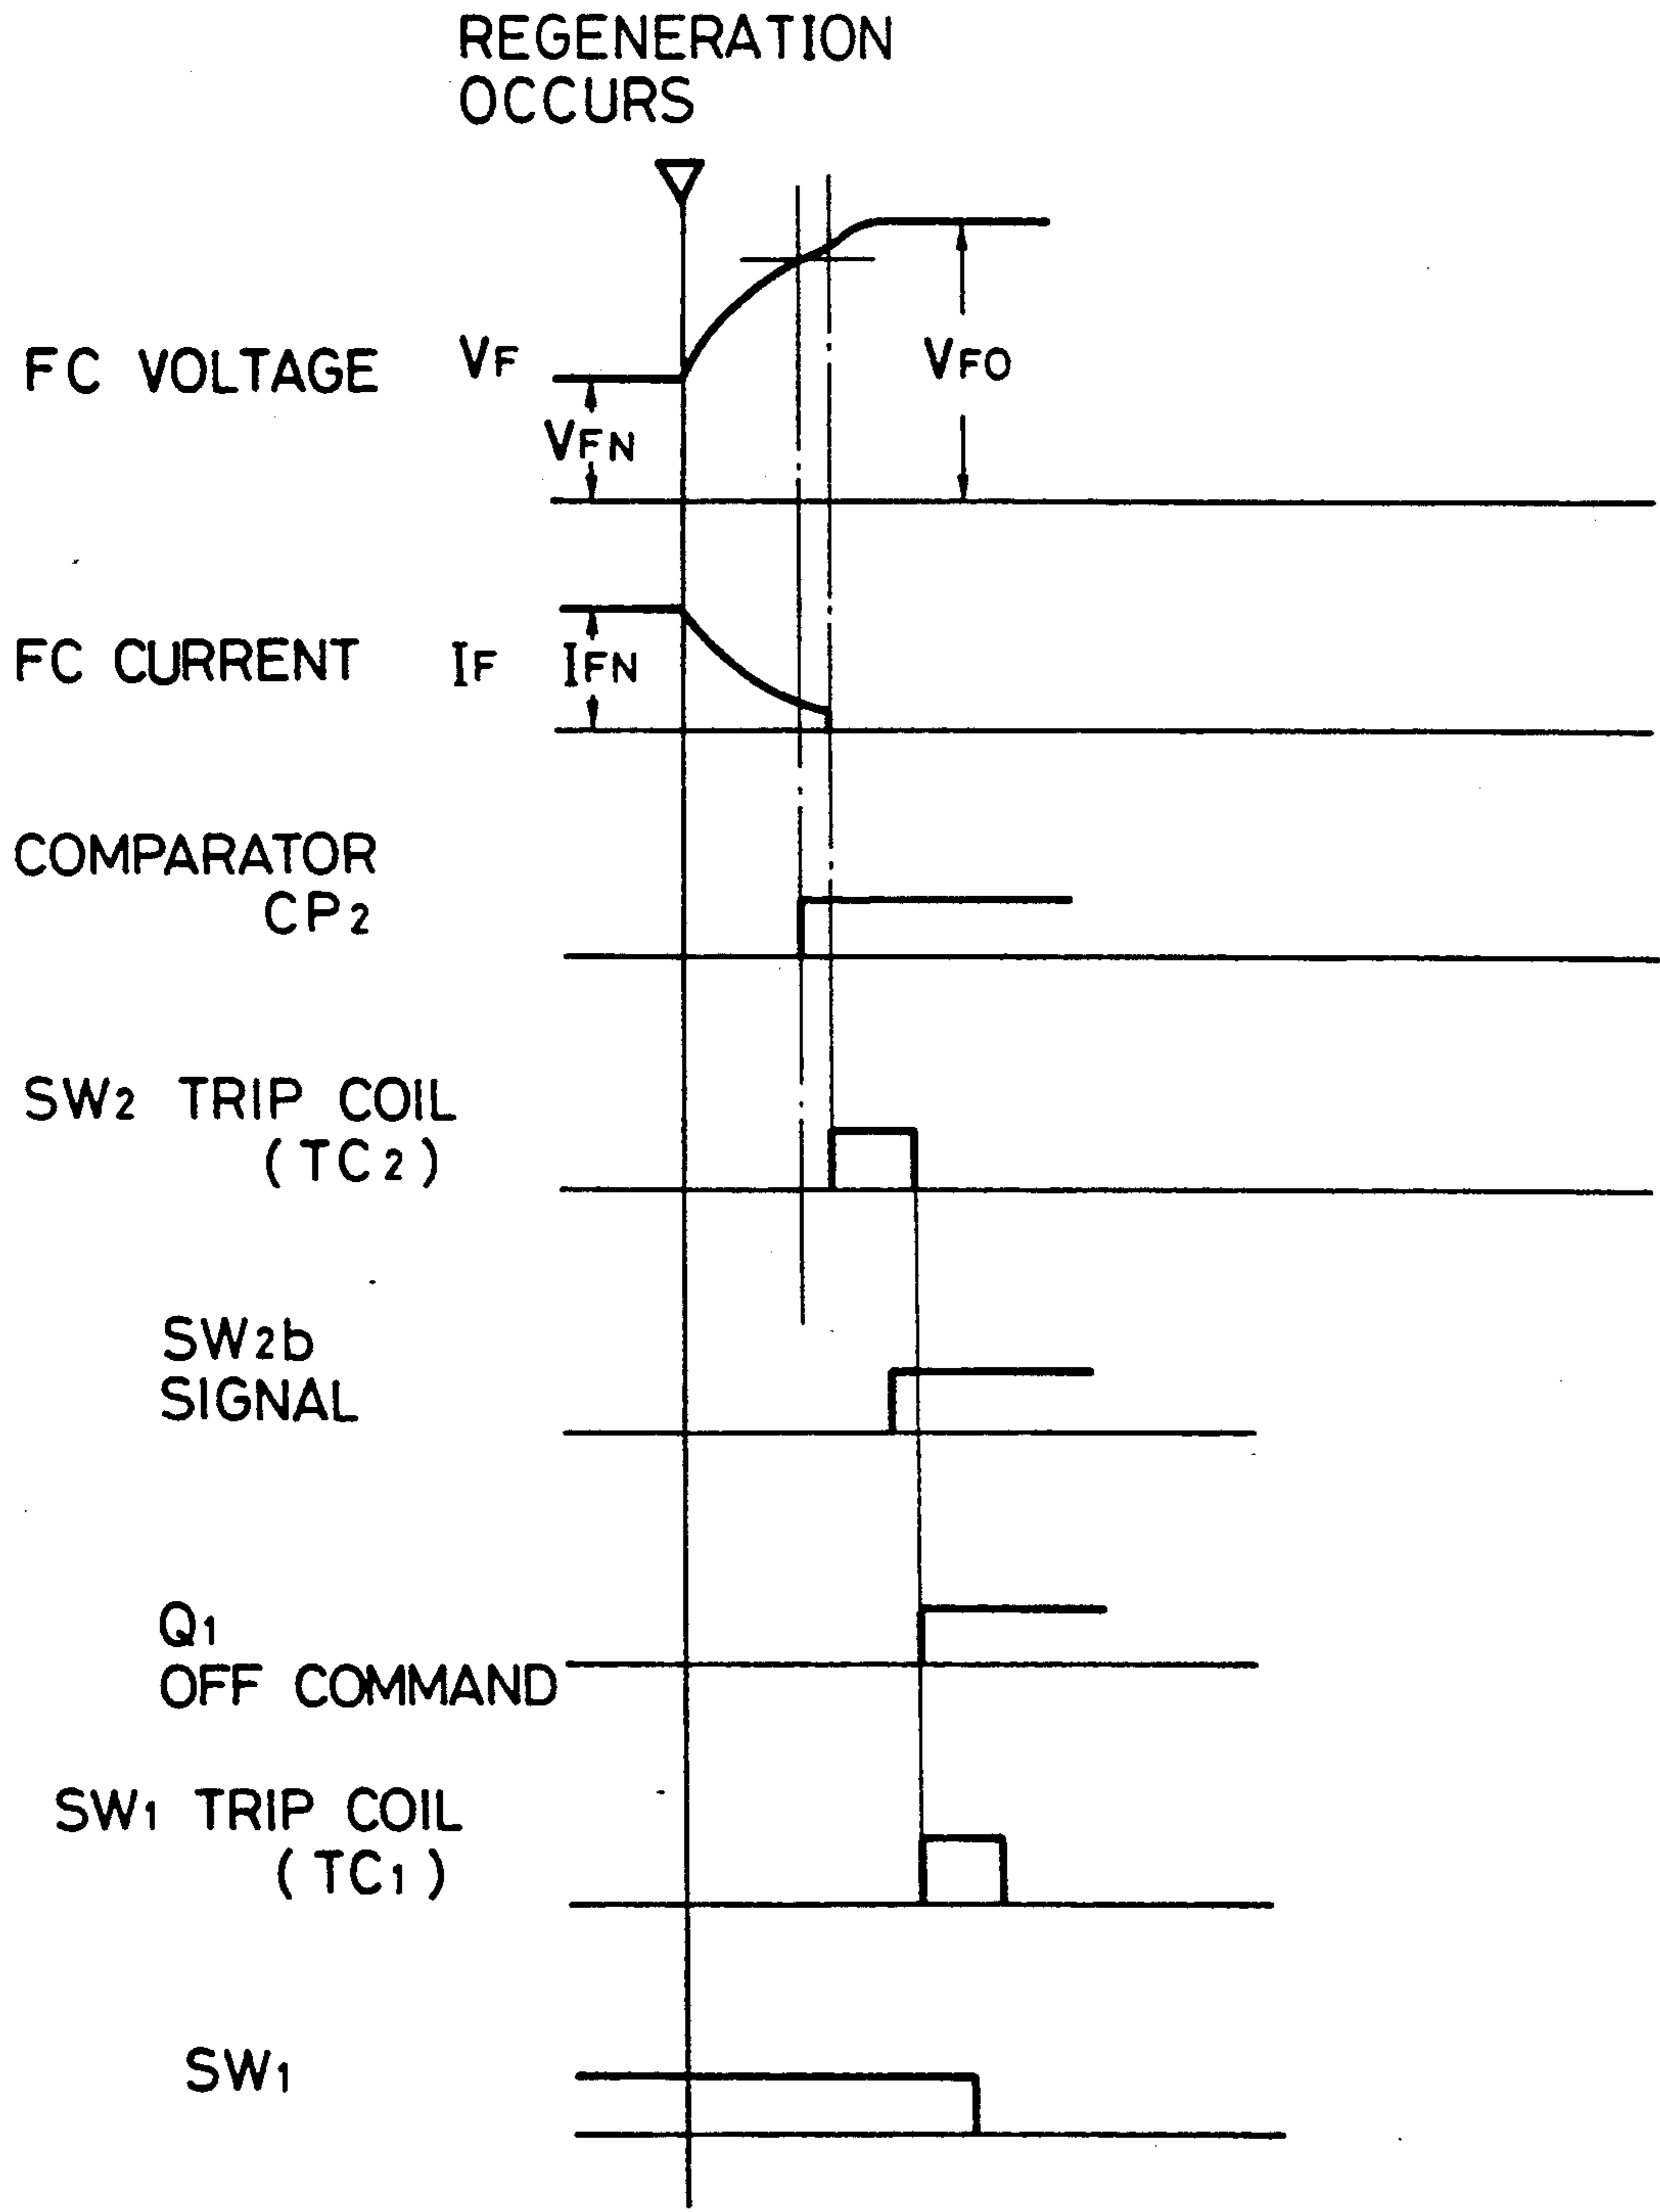 REGENERATION
OCCURS
FC VOLTAGE VF
VFN
VFO
FC CURRENT IF IFN
COMPARATOR
CP2
SW2 TRIP COIL
(TC2)
SW2b
SIGNAL
Q1
OFF COMMAND
SW1 TRIP COIL
(TC1)
SW1